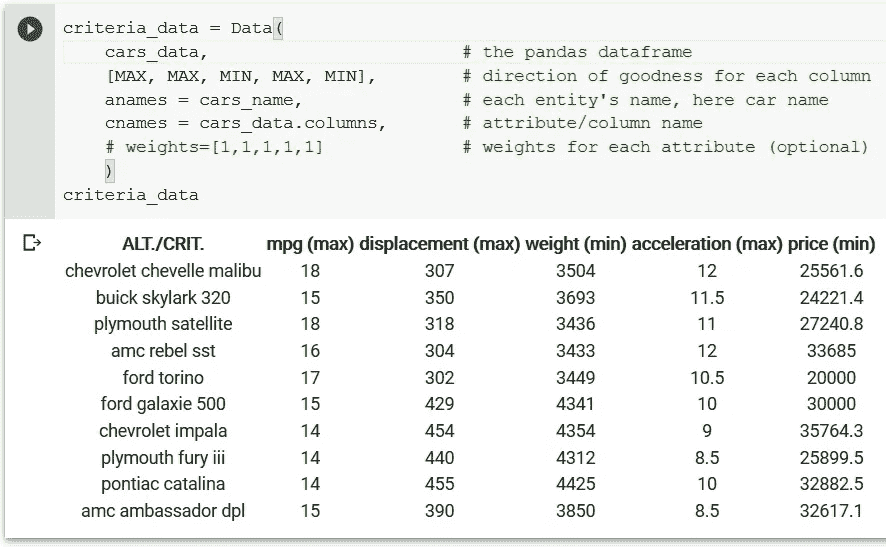 criteria_data = Data(
cars_data, # the pandas dataframe
[MAX, MAX, MIN, MAX, MIN], # direction of goodness for each column
anames = cars_name, # each entity's name, here car name
cnames = cars_data.columns, # attribute/column name
# weights=[1,1,1,1,1] # weights for each attribute (optional)
)
criteria_data
ALT./CRIT. mpg (max) displacement (max) weight (min) acceleration (max) price (min)
chevrolet chevelle malibu 18 307 3504 12 25561.6
buick skylark 320 15 350 3693 11.5 24221.4
plymouth satellite 18 318 3436 11 27240.8
amc rebel sst 16 304 3433 12 33685
ford torino 17 302 3449 10.5 20000
ford galaxie 500 15 429 4341 10 30000
chevrolet impala 14 454 4354 9 35764.3
plymouth fury iii 14 440 4312 8.5 25899.5
pontiac catalina 14 455 4425 10 32882.5
amc ambassador dpl 15 390 3850 8.5 32617.1